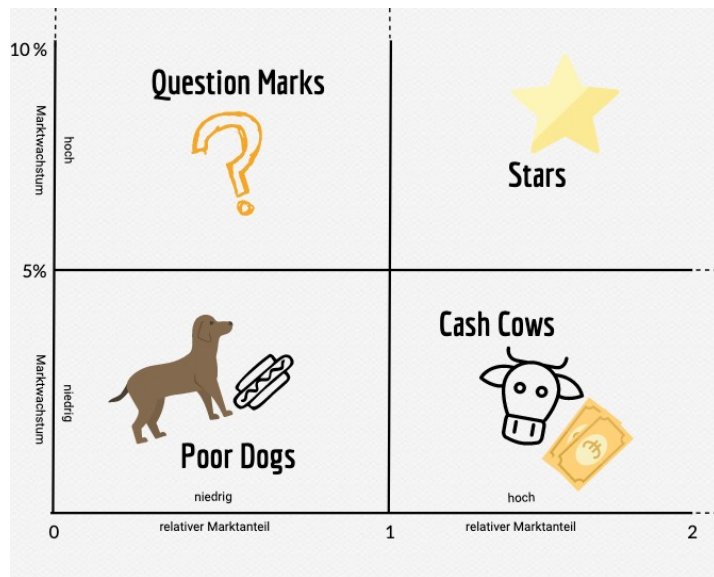 10 %
Question Marks
Marktwachstum
hoch
Stars
5%
Cash Cows
Marktwachstum
niedrig
Poor Dogs
niedrig
hoch
relativer Marktanteil
relativer Marktanteil
0
1
2